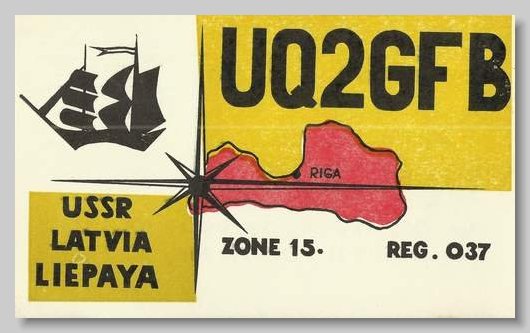 UQ2GFB
RIGA
USSR
LATVIA
LIEPAYA
ZONE 15. REG. 037